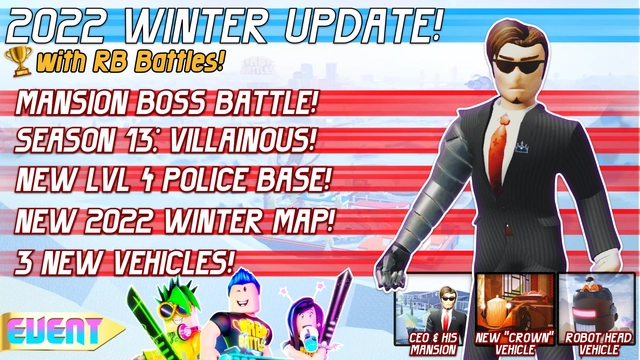 2022 WINTER UPDATE!
with RB Battles!
MANSION BOSS BATTLE!
SEASON 13: VILLAINOUS!
NEW LVL 4 POLICE BASE!
NEW 2022 WINTER MAP!
3 NEW VEHICLES!
EVENT
CEO & HIS
MANSION
NEW "CROWN"
VEHICLE
ROBOT HEAD
VEHICLE